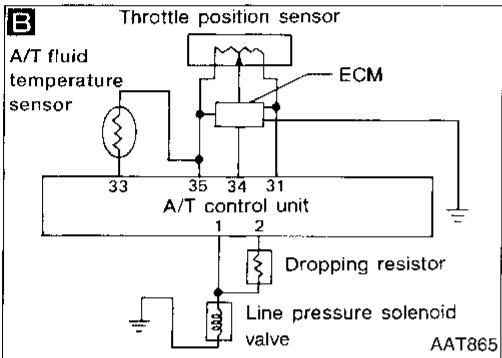 B
Throttle position sensor
A/T fluid
temperature
sensor
ECM
33 35 34 31
A/T control unit
1 2
Dropping resistor
Line pressure solenoid
valve
AAT865